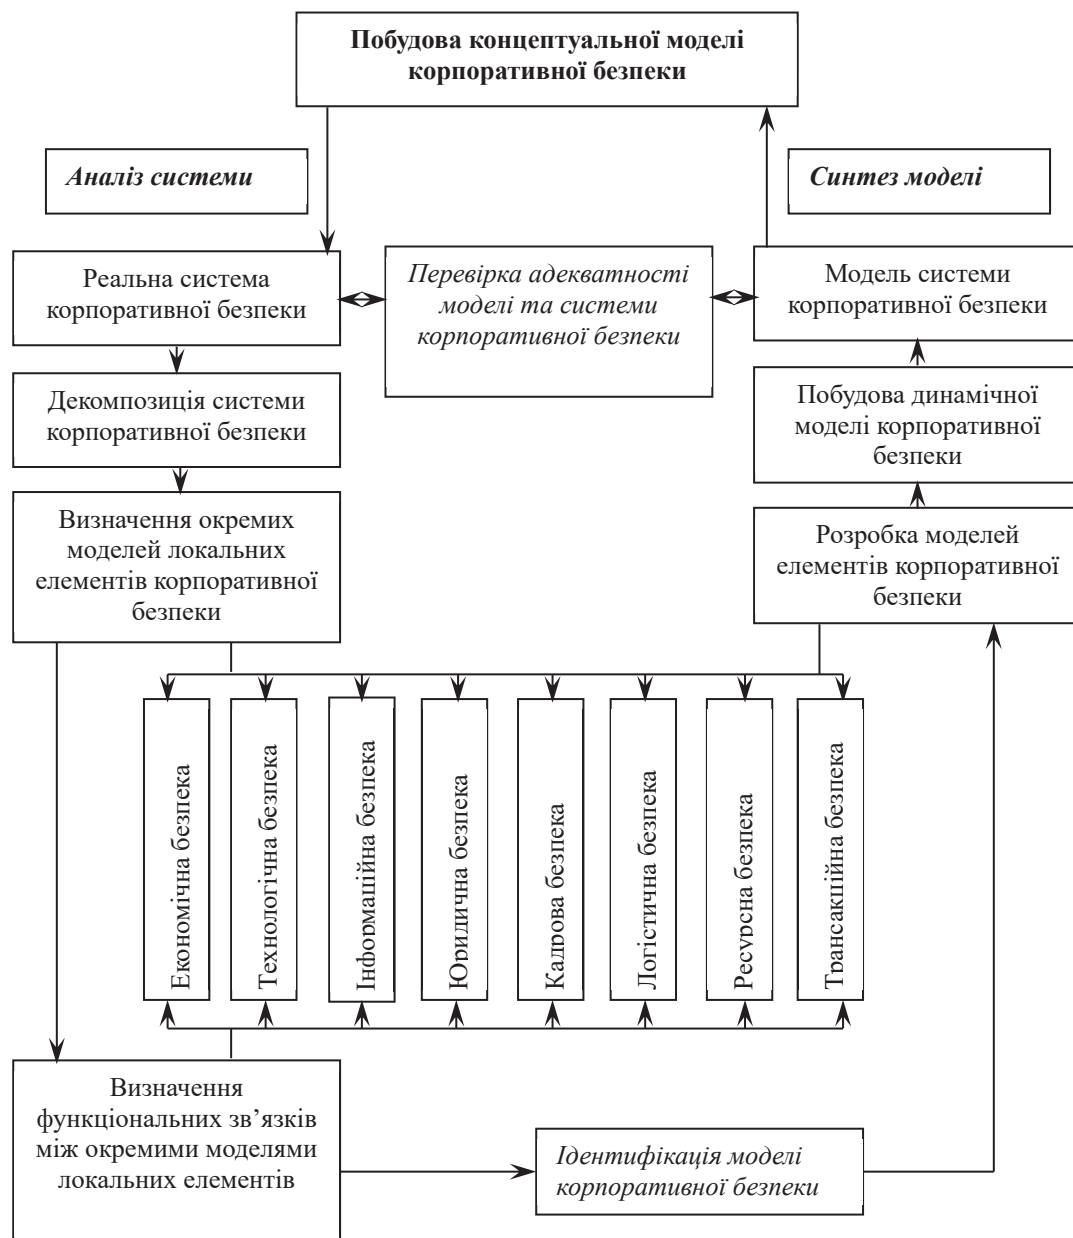 Побудова концептуальної моделі
корпоративної безпеки
Аналіз системи
Синтез моделі
Реальна система
корпоративної безпеки
Перевірка адекватності
моделі та системи
корпоративної безпеки
Модель системи
корпоративної безпеки
Декомпозиція системи
корпоративної безпеки
Побудова динамічної
моделі корпоративної
безпеки
Визначення окремих
моделей локальних
елементів корпоративної
безпеки
Розробка моделей
елементів корпоративної
безпеки
Економічна безпека
Технологічна безпека
Інформаційна безпека
Юридична безпека
Кадрова безпека
Логістична безпека
Ресурсна безпека
Трансакційна безпека
Визначення
функціональних зв’язків
між окремими моделями
локальних елементів
Ідентифікація моделі
корпоративної безпеки